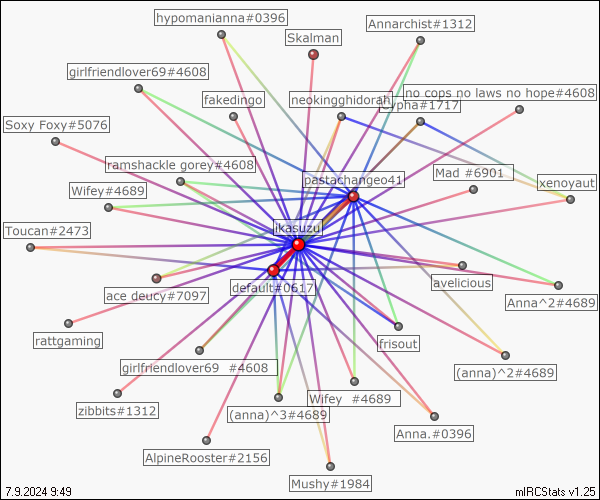 hypomanianna#0396
Annarchist#1312
Skalman
girlfriendlover69#4608
no cops no laws no hope#4608
fakedingo
neokingghidorah
Cypha#1717
Soxy Foxy#5076
ramshackle gorey#4608
pastachangeo41
Mad #6901
xenoyaut
Wifey#4689
Toucan#2473
ikasuzu
default#0617
avelicious
ace deucy#7097
Anna^2#4689
rattgaming
frisout
girlfriendlover69 #4608
(anna)^2#4689
Wifey #4689
zibbits#1312
(anna)^3#4689
Anna.#0396
AlpineRooster#2156
Mushy#1984
7.9.2024 9:49
mIRCStats v1.25